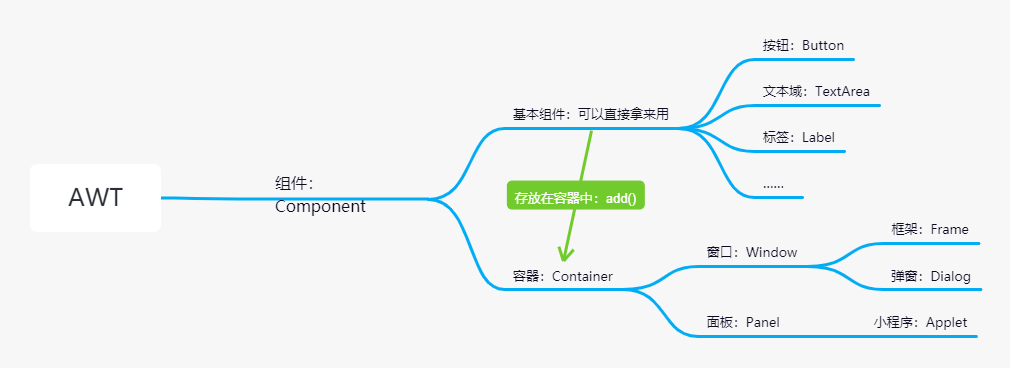 AWT
组件：
Component
基本组件：可以直接拿来用
按钮：Button
文本域：TextArea
标签：Label
......
存放在容器中：add()
容器：Container
窗口：Window
框架：Frame
弹窗：Dialog
面板：Panel
小程序：Applet